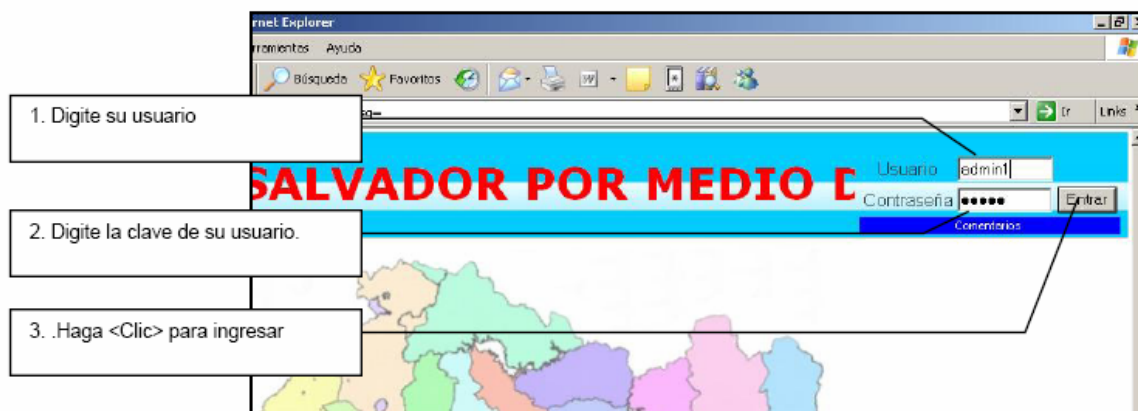 rnet Explorer
rramientas Ayuda
Búsqueda Favoritos
1. Digite su usuario
sg=
Ir Links
Usuario admin1
SALVADOR POR MEDIO D
Contraseña ●●●●● Entrar
2. Digite la clave de su usuario.
Comentarios
3. .Haga <Clic> para ingresar